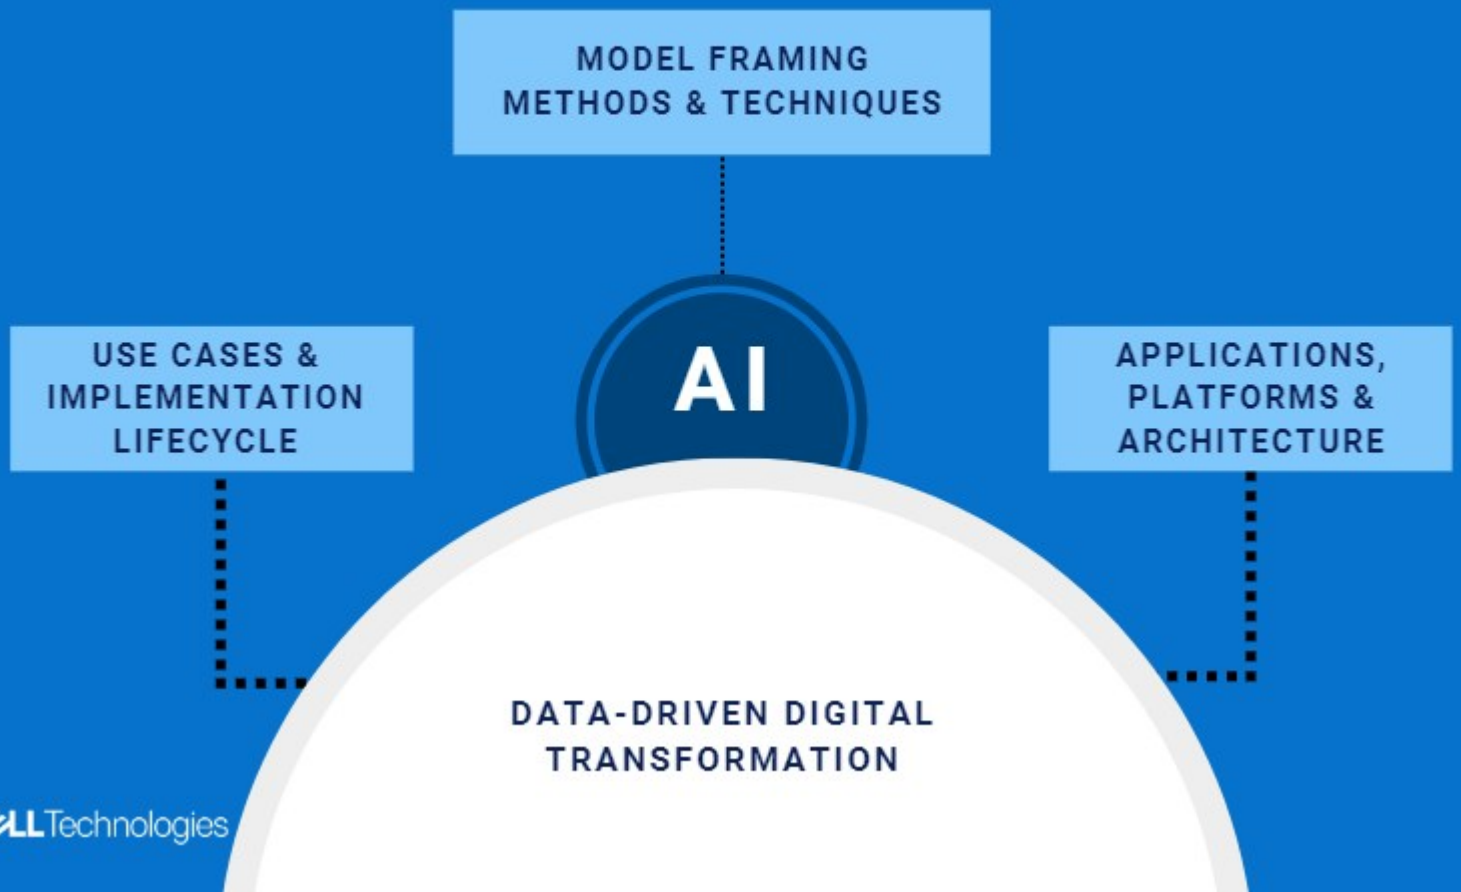 MODEL FRAMING
METHODS & TECHNIQUES
AI
USE CASES &
IMPLEMENTATION
LIFECYCLE
APPLICATIONS,
PLATFORMS &
ARCHITECTURE
DATA-DRIVEN DIGITAL
TRANSFORMATION
LLTechnologies